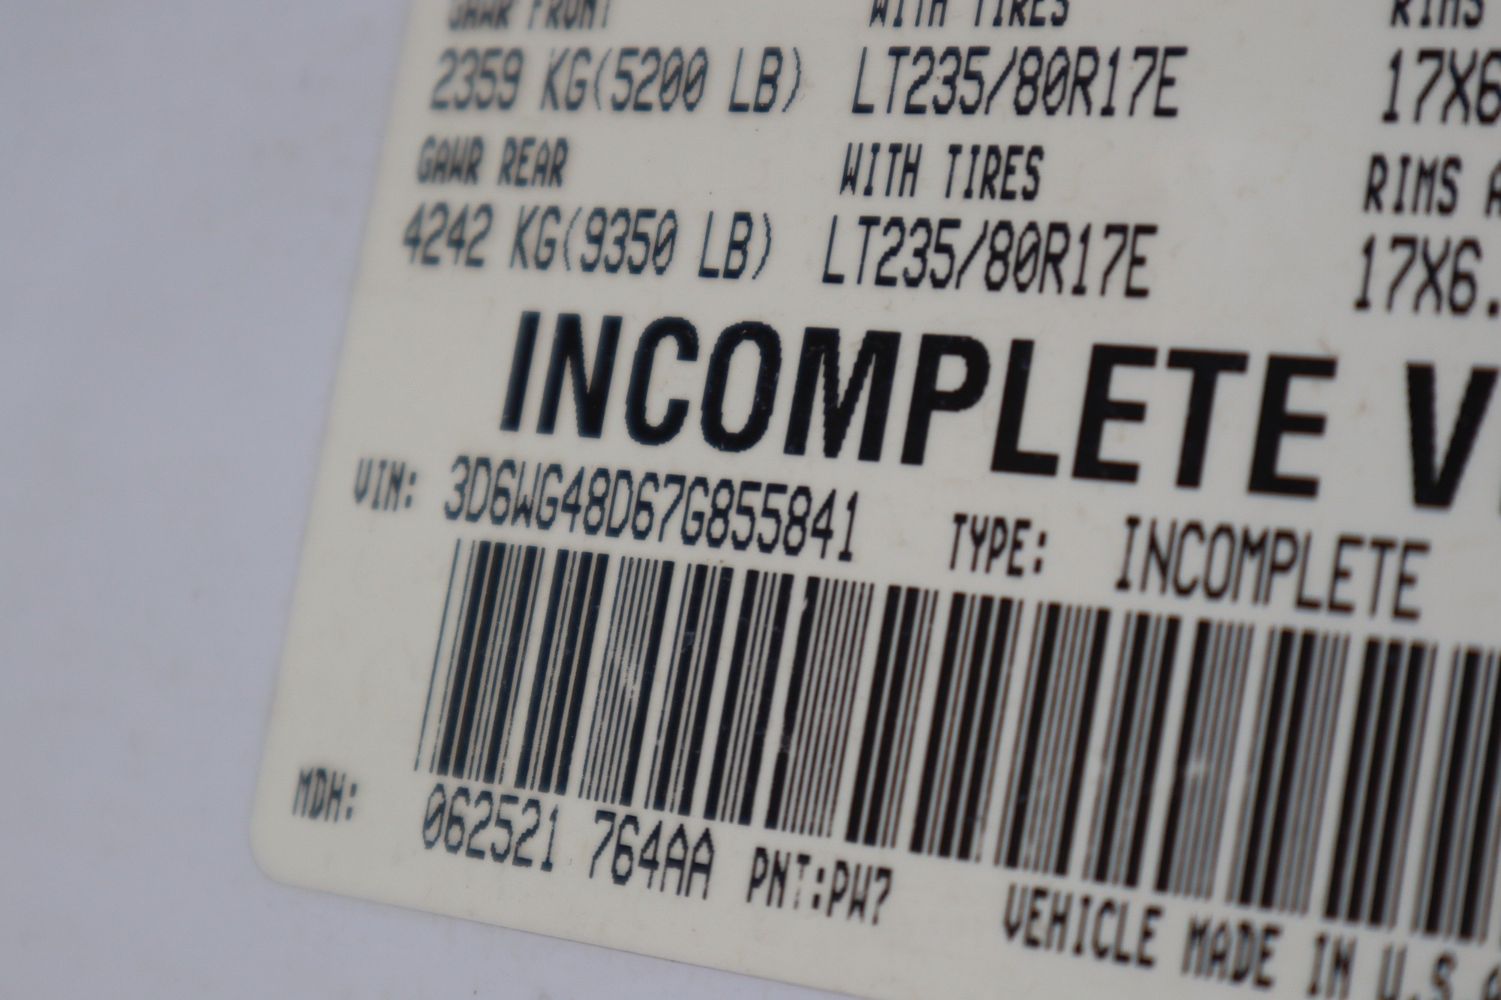 GAWR FRONT WITH TIRES RIMS
2359 KG(5200 LB) LT235/80R17E 17X6
GAWR REAR WITH TIRES RIMS A
4242 KG(9350 LB) LT235/80R17E 17X6.
INCOMPLETE V
VIN: 3D6WG48D67G855841 TYPE: INCOMPLETE
MDH: 062521 764AA PNT:PW7 VEHICLE MADE IN U.S.A